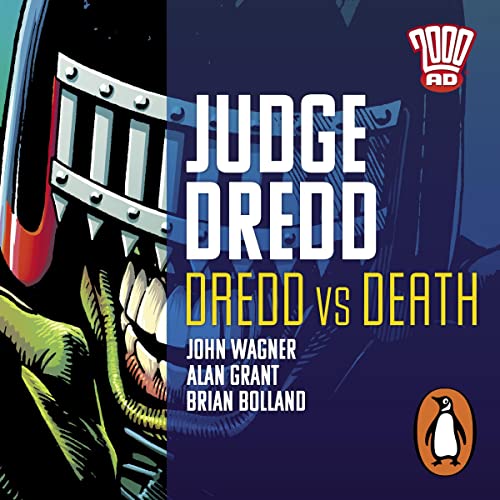 2000
AD
JUDGE
DREDD
DREDD VS DEATH
JOHN WAGNER
ALAN GRANT
BRIAN BOLLAND